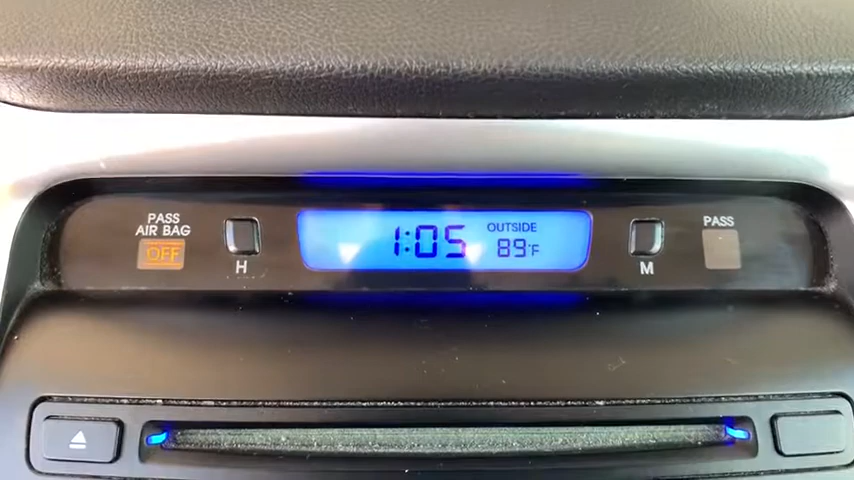 PASS
AIR BAG
OFF
H
1:05
OUTSIDE
89°F
M
PASS